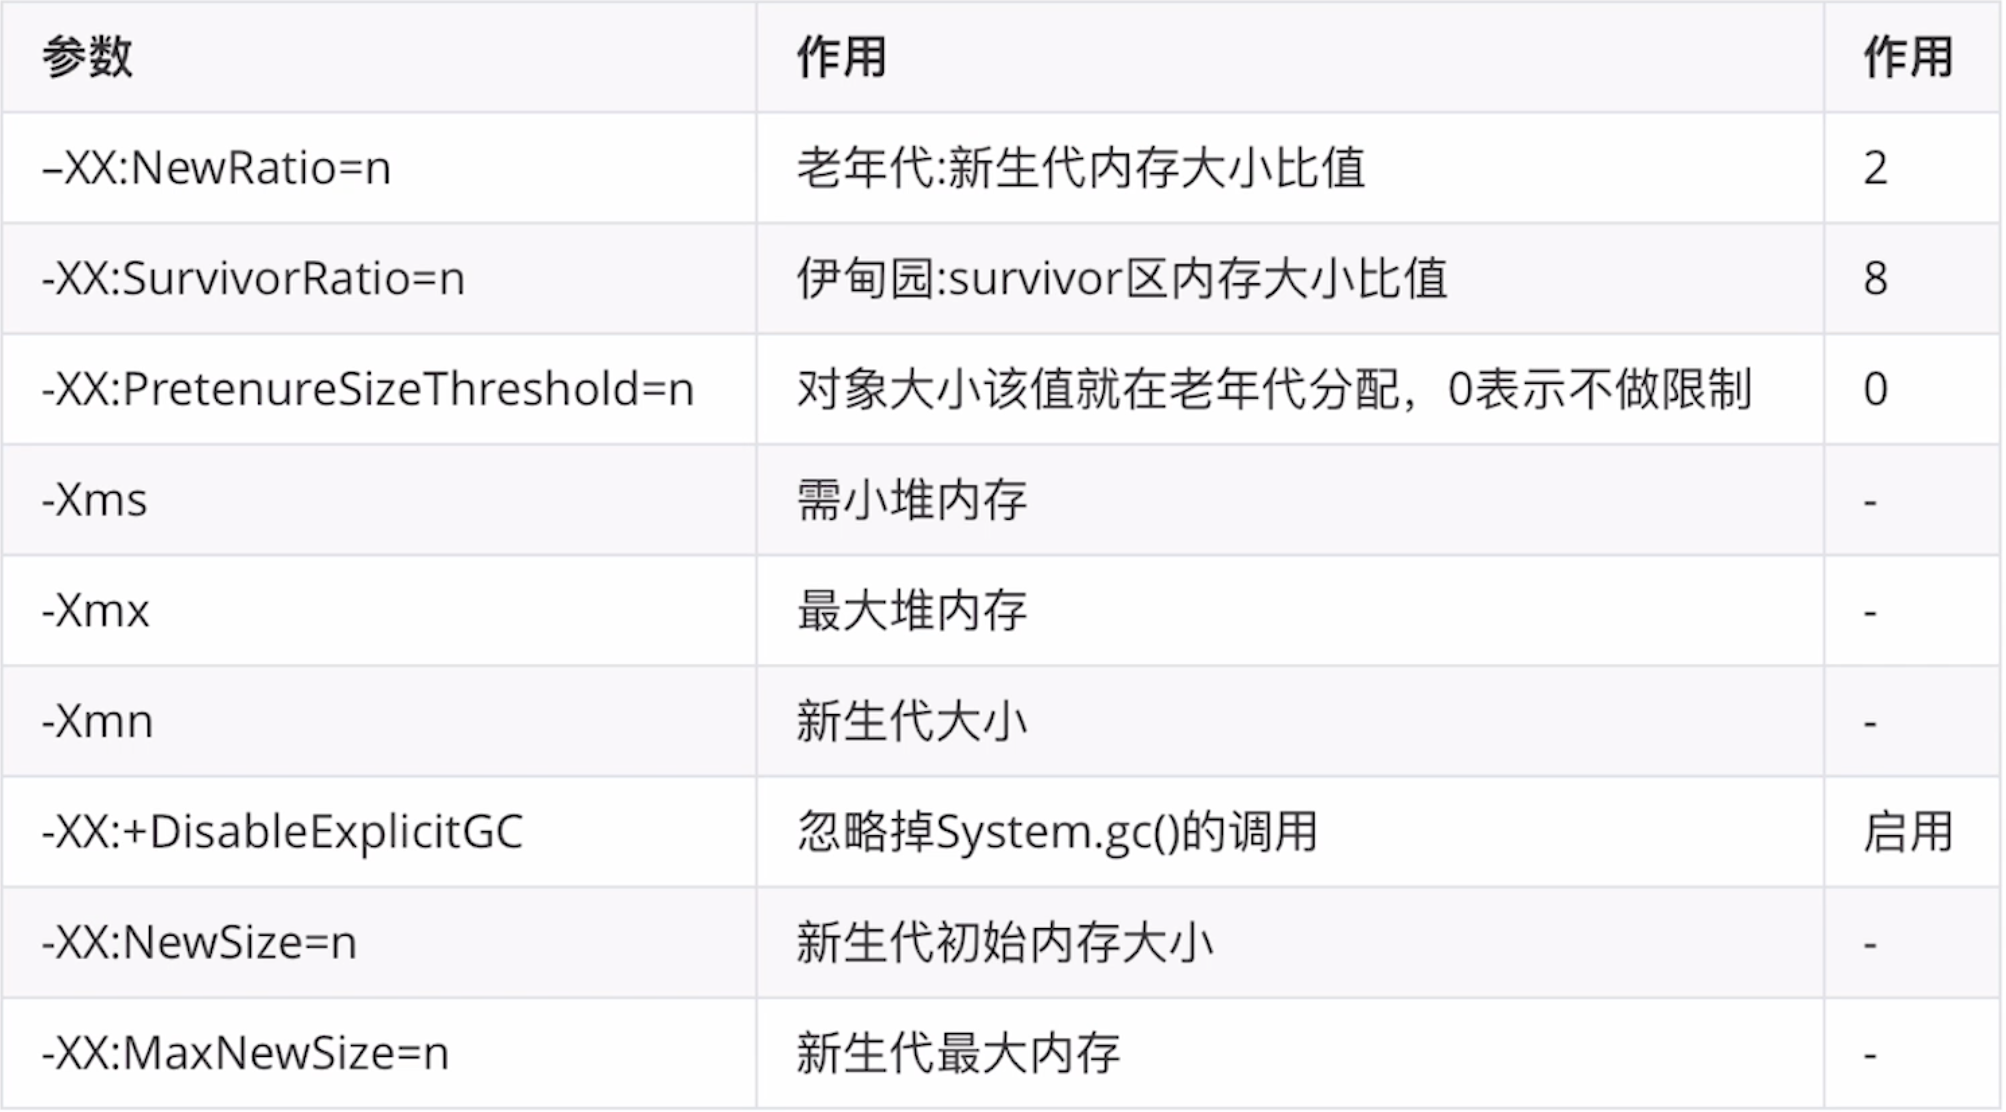 参数 作用 作用
–XX:NewRatio=n 老年代:新生代内存大小比值 2
-XX:SurvivorRatio=n 伊甸园:survivor区内存大小比值 8
-XX:PretenureSizeThreshold=n 对象大小该值就在老年代分配，0表示不做限制 0
-Xms 需小堆内存 -
-Xmx 最大堆内存 -
-Xmn 新生代大小 -
-XX:+DisableExplicitGC 忽略掉System.gc()的调用 启用
-XX:NewSize=n 新生代初始内存大小 -
-XX:MaxNewSize=n 新生代最大内存 -